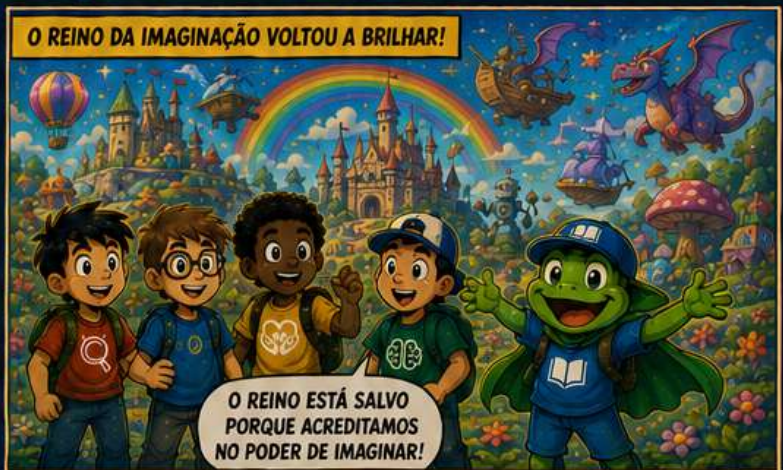 O REINO DA IMAGINAÇÃO VOLTOU A BRILHAR!
O REINO ESTÁ SALVO
PORQUE ACREDITAMOS
NO PODER DE IMAGINAR!